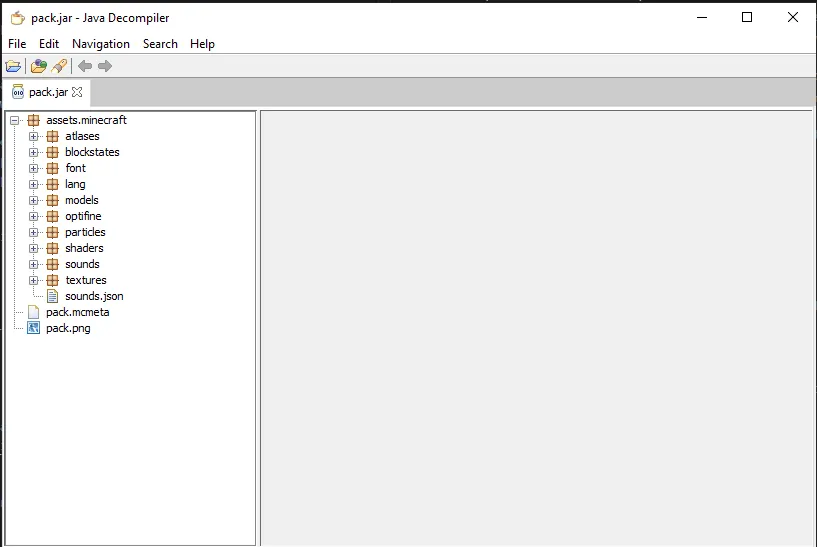 pack.jar - Java Decompiler
File Edit Navigation Search Help
pack.jar
assets.minecraft
atlases
blockstates
font
lang
models
optifine
particles
shaders
sounds
textures
sounds.json
pack.mcmeta
pack.png